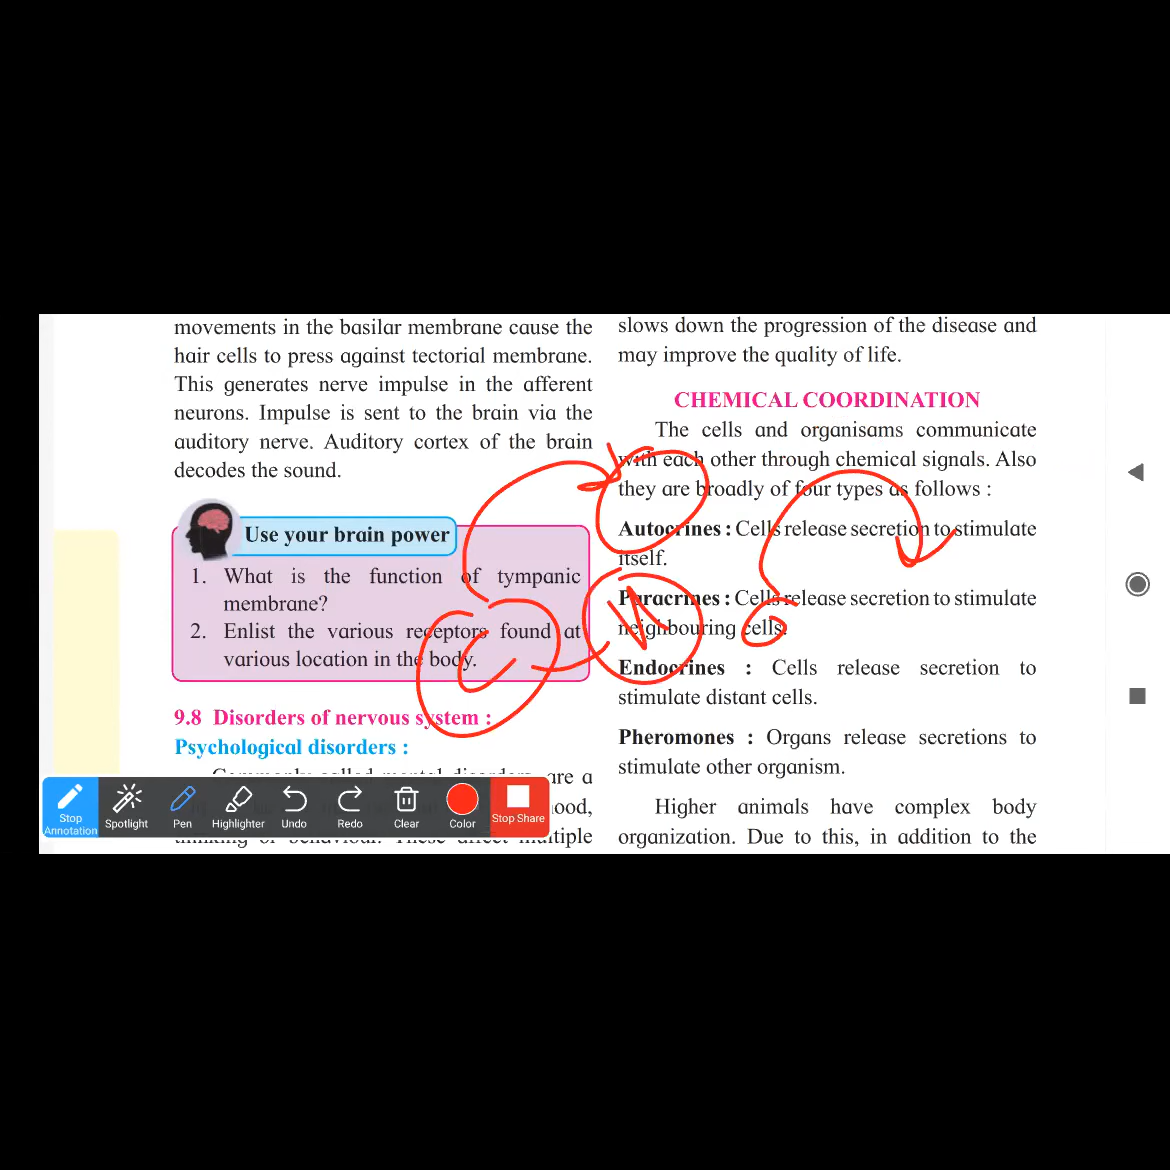 movements in the basilar membrane cause the
hair cells to press against tectorial membrane.
This generates nerve impulse in the afferent
neurons. Impulse is sent to the brain via the
auditory nerve. Auditory cortex of the brain
decodes the sound.
Use your brain power
1. What is the function of tympanic
membrane?
2. Enlist the various receptors found at
various location in the body.
9.8 Disorders of nervous system :
Psychological disorders :
Commonly called mental disorders, are a
ood,
multiple
Stop Annotation
Spotlight
Pen
Highlighter
Undo
Redo
Clear
Color
Stop Share
slows down the progression of the disease and
may improve the quality of life.
CHEMICAL COORDINATION
The cells and organisams communicate
with each other through chemical signals. Also
they are broadly of four types as follows :
Autocrines : Cells release secretion to stimulate
itself.
Paracrines : Cells release secretion to stimulate
neighbouring cells.
Endocrines : Cells release secretion to
stimulate distant cells.
Pheromones : Organs release secretions to
stimulate other organism.
Higher animals have complex body
organization. Due to this, in addition to the